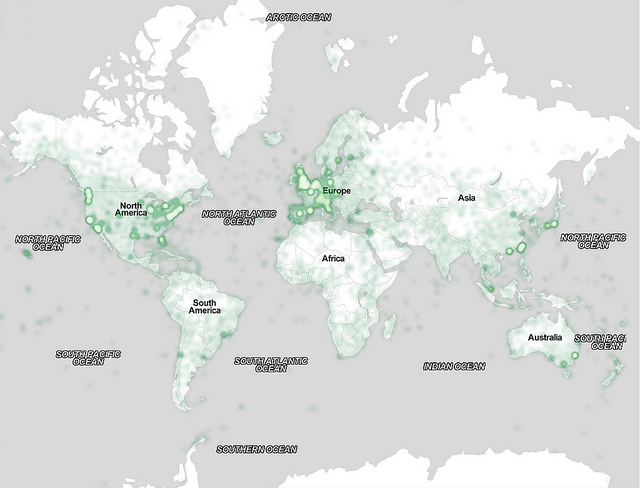 ARCTIC OCEAN
Europe
Asia
North
America
NORTH ATLANTIC
OCEAN
NORTH PACIFIC
OCEAN
NORTH PACIFIC
OCEAN
Africa
South
America
Australia
SOUTH PACI
OCEAN
SOUTH PACIFIC
OCEAN
SOUTH ATLANTIC
OCEAN
INDIAN OCEAN
SOUTHERN OCEAN